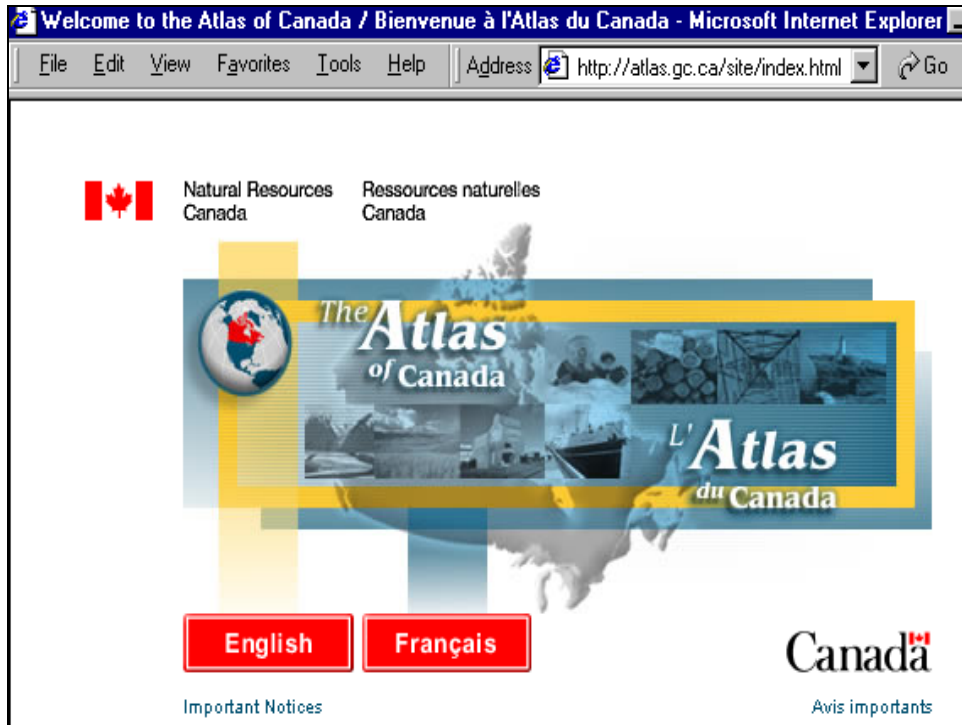 Welcome to the Atlas of Canada / Bienvenue à l'Atlas du Canada - Microsoft Internet Explorer
File Edit View Favorites Tools Help Address http://atlas.gc.ca/site/index.html Go
Natural Resources Canada
Ressources naturelles Canada
The Atlas
of Canada
L'Atlas
du Canada
English Français
Canada
Important Notices Avis importants